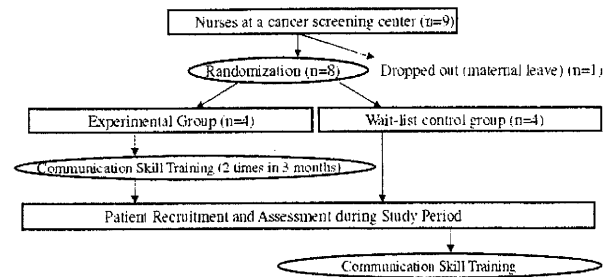 Nurses at a cancer screening center (n=9)
Randomization (n=8)
Dropped out (maternal leave) (n=1)
Experimental Group (n=4)
Wait-list control group (n=4)
Communication Skill Training (2 times in 3 months)
Patient Recruitment and Assessment during Study Period
Communication Skill Training